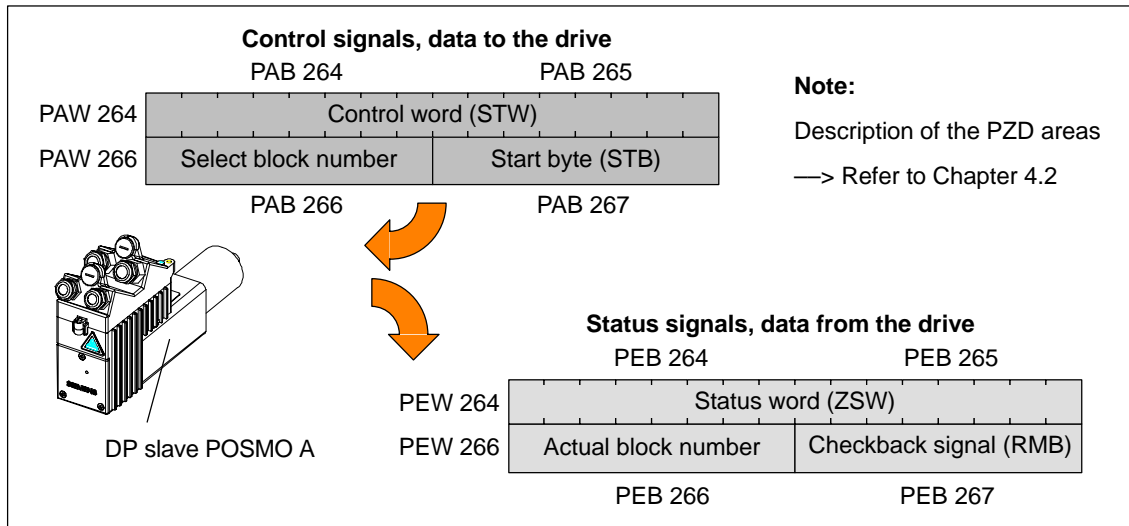 Control signals, data to the drive
PAB 264 PAB 265
PAW 264 Control word (STW)
PAW 266 Select block number Start byte (STB)
PAB 266 PAB 267
Note:
Description of the PZD areas
––> Refer to Chapter 4.2
DP slave POSMO A
Status signals, data from the drive
PEB 264 PEB 265
PEW 264 Status word (ZSW)
PEW 266 Actual block number Checkback signal (RMB)
PEB 266 PEB 267